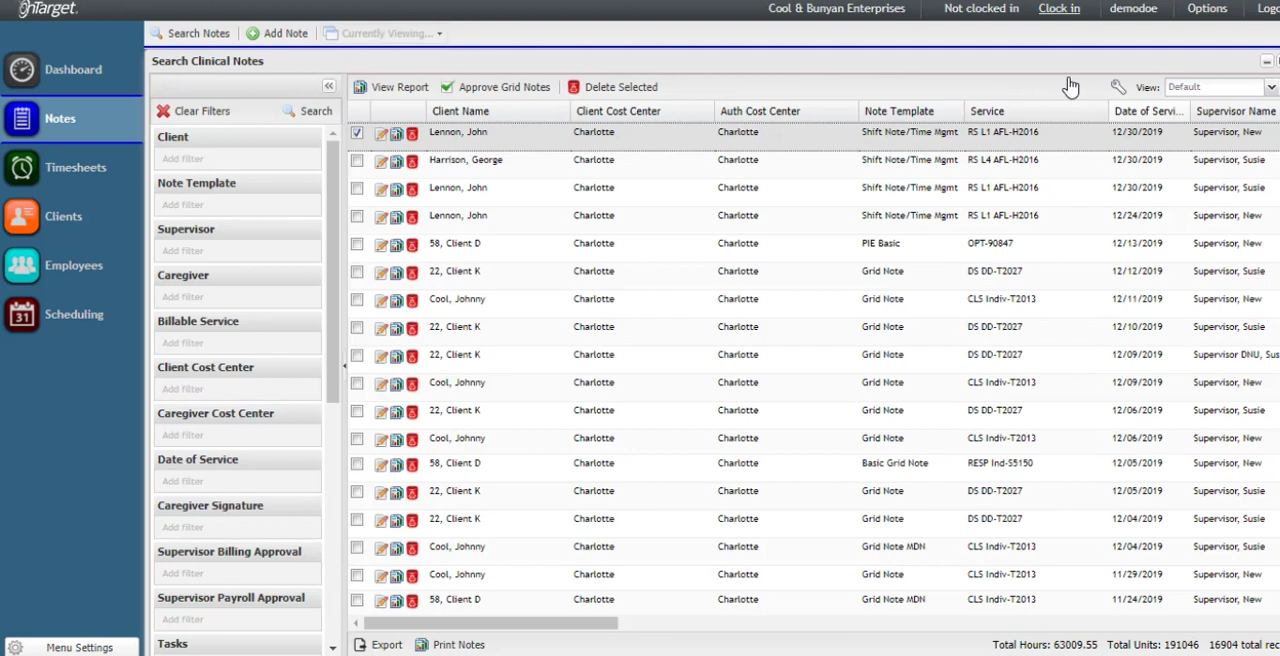 OnTarget. Cool & Bunyan Enterprises Not clocked in Clock in demodoe Options
Search Notes Add Note Currently Viewing...
Search Clinical Notes
View Report Approve Grid Notes Delete Selected View: Default
Clear Filters Search
Client Name Client Cost Center Auth Cost Center Note Template Service Date of Servi... Supervisor Name
Dashboard
Notes
Timesheets
Clients
Employees
31 Scheduling
Menu Settings
Client
Add filter
Note Template
Add filter
Supervisor
Add filter
Caregiver
Add filter
Billable Service
Add filter
Client Cost Center
Add filter
Caregiver Cost Center
Add filter
Date of Service
Add filter
Caregiver Signature
Add filter
Supervisor Billing Approval
Add filter
Supervisor Payroll Approval
Add filter
Tasks
Lennon, John Charlotte Charlotte Shift Note/Time Mgmt RS L1 AFL-H2016 12/30/2019 Supervisor, New
Harrison, George Charlotte Charlotte Shift Note/Time Mgmt RS L4 AFL-H2016 12/30/2019 Supervisor, Susie
Lennon, John Charlotte Charlotte Shift Note/Time Mgmt RS L1 AFL-H2016 12/30/2019 Supervisor, Susie
Lennon, John Charlotte Charlotte Shift Note/Time Mgmt RS L1 AFL-H2016 12/24/2019 Supervisor, New
58, Client D Charlotte Charlotte PIE Basic OPT-90847 12/13/2019 Supervisor, New
22, Client K Charlotte Charlotte Grid Note DS DD-T2027 12/12/2019 Supervisor, Susie
Cool, Johnny Charlotte Charlotte Grid Note CLS Indiv-T2013 12/11/2019 Supervisor, New
22, Client K Charlotte Charlotte Grid Note DS DD-T2027 12/10/2019 Supervisor, Susie
22, Client K Charlotte Charlotte Grid Note DS DD-T2027 12/09/2019 Supervisor DNU, Sus
Cool, Johnny Charlotte Charlotte Grid Note CLS Indiv-T2013 12/09/2019 Supervisor, New
22, Client K Charlotte Charlotte Grid Note DS DD-T2027 12/06/2019 Supervisor, Susie
Cool, Johnny Charlotte Charlotte Grid Note CLS Indiv-T2013 12/06/2019 Supervisor, New
58, Client D Charlotte Charlotte Basic Grid Note RESP Ind-S5150 12/05/2019 Supervisor, New
22, Client K Charlotte Charlotte Grid Note DS DD-T2027 12/05/2019 Supervisor, Susie
22, Client K Charlotte Charlotte Grid Note DS DD-T2027 12/04/2019 Supervisor, Susie
Cool, Johnny Charlotte Charlotte Grid Note MDN CLS Indiv-T2013 12/04/2019 Supervisor, Susie
Cool, Johnny Charlotte Charlotte Grid Note CLS Indiv-T2013 11/29/2019 Supervisor, New
58, Client D Charlotte Charlotte Grid Note MDN CLS Indiv-T2013 11/24/2019 Supervisor, New
Export Print Notes Total Hours: 63009.55 Total Units: 191046 16904 total rec